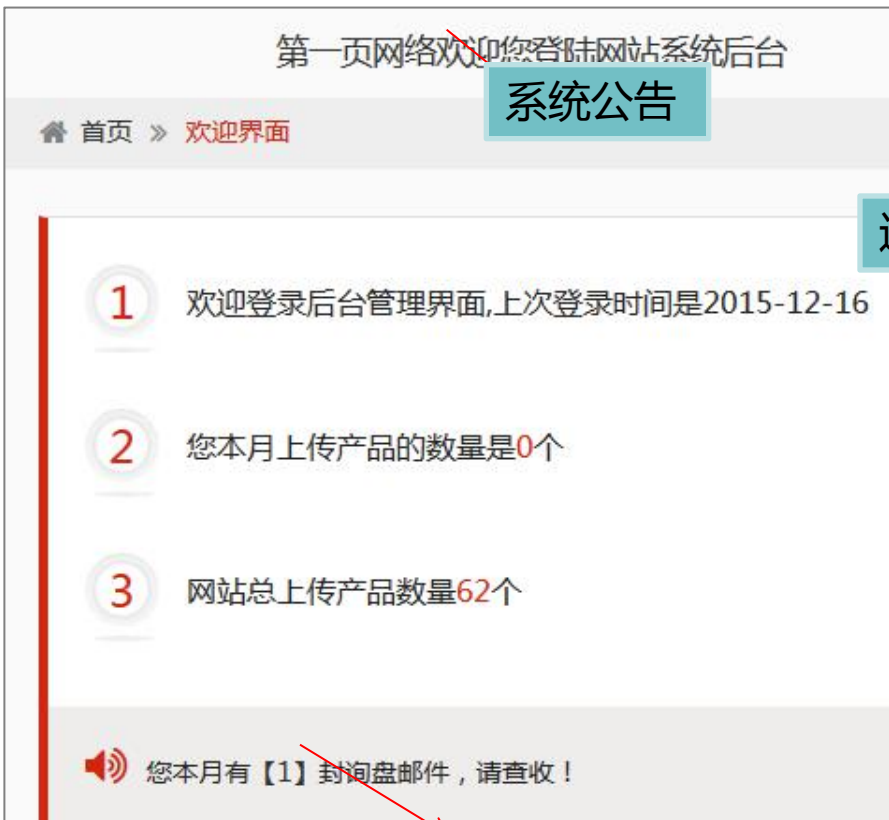 第一页网络欢迎您登陆网站系统后台
系统公告
首页 » 欢迎界面
1 欢迎登录后台管理界面,上次登录时间是2015-12-16
2 您本月上传产品的数量是0个
3 网站总上传产品数量62个
您本月有【1】封询盘邮件，请查收！